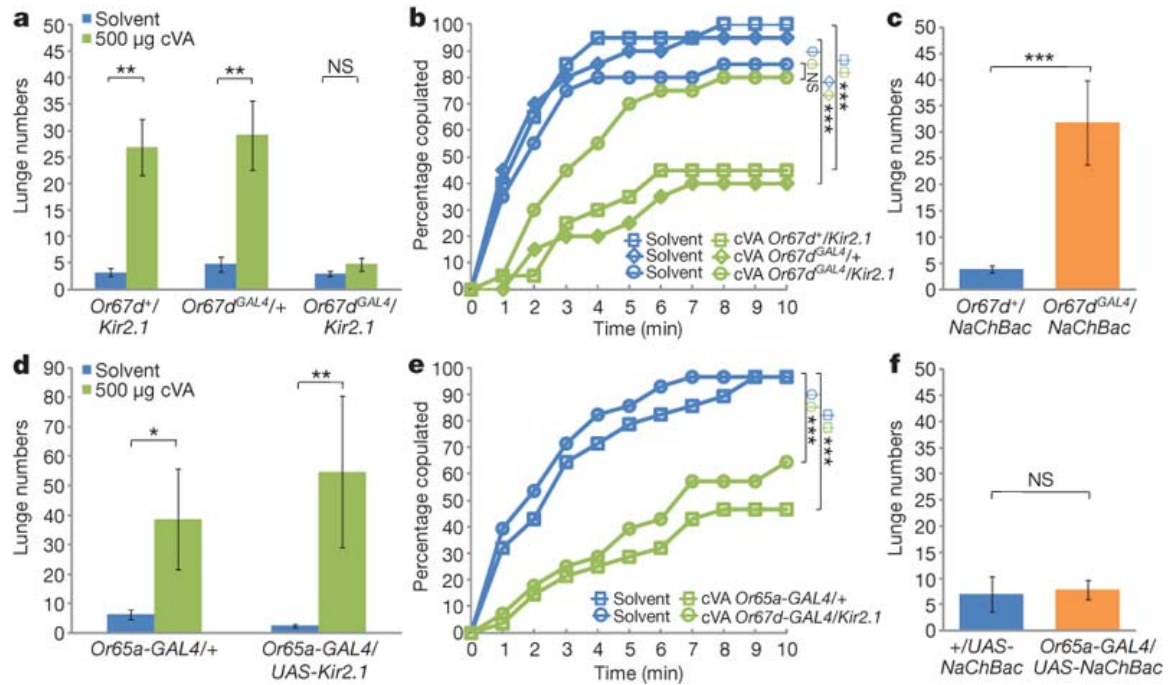 a
Solvent
500 µg cVA
Lunge numbers
50
45
40
35
30
25
20
15
10
5
0
**
**
NS
Or67d+/
Kir2.1
Or67dGAL4/+
Or67dGAL4/
Kir2.1
b
Percentage copulated
100
90
80
70
60
50
40
30
20
10
0
0 1 2 3 4 5 6 7 8 9 10
Time (min)
Solvent cVA Or67d+/Kir2.1
Solvent cVA Or67dGAL4/+
Solvent cVA Or67dGAL4/Kir2.1
NS
***
***
c
Lunge numbers
50
45
40
35
30
25
20
15
10
5
0
***
Or67d+/
NaChBac
Or67dGAL4/
NaChBac
d
Solvent
500 µg cVA
Lunge numbers
90
80
70
60
50
40
30
20
10
0
*
**
Or65a-GAL4/+
Or65a-GAL4/
UAS-Kir2.1
e
Percentage copulated
100
90
80
70
60
50
40
30
20
10
0
0 1 2 3 4 5 6 7 8 9 10
Time (min)
Solvent cVA Or65a-GAL4/+
Solvent cVA Or67d-GAL4/Kir2.1
***
***
f
Lunge numbers
50
45
40
35
30
25
20
15
10
5
0
NS
+/UAS-
NaChBac
Or65a-GAL4/
UAS-NaChBac